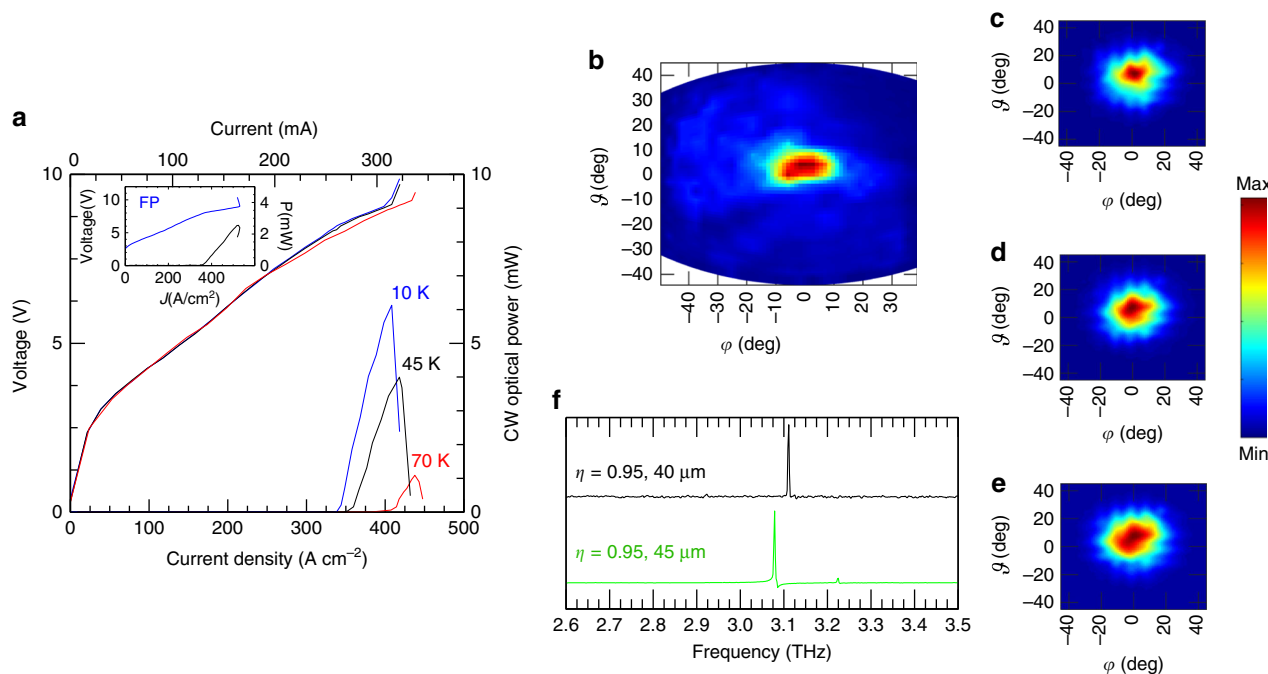 a
Current (mA)
0 100 200 300
10 10
5 5
0 0
Voltage (V)
CW optical power (mW)
FP
Voltage(V)
10
5
0
P(mW)
4
2
0
0 200 400
J(A/cm²)
10 K
45 K
70 K
0 50 100 150 200 250 300 350 400 450 500
Current density (A cm⁻²)
b
ϑ (deg)
40
30
20
10
0
−10
−20
−30
−40
−40 −30 −20 −10 0 10 20 30
φ (deg)
f
η = 0.95, 40 μm
η = 0.95, 45 μm
2.6 2.7 2.8 2.9 3.0 3.1 3.2 3.3 3.4 3.5
Frequency (THz)
c
ϑ (deg)
40
20
0
−20
−40
−40 −20 0 20 40
φ (deg)
d
ϑ (deg)
40
20
0
−20
−40
−40 −20 0 20 40
φ (deg)
e
ϑ (deg)
40
20
0
−20
−40
−40 −20 0 20 40
φ (deg)
Max
Min